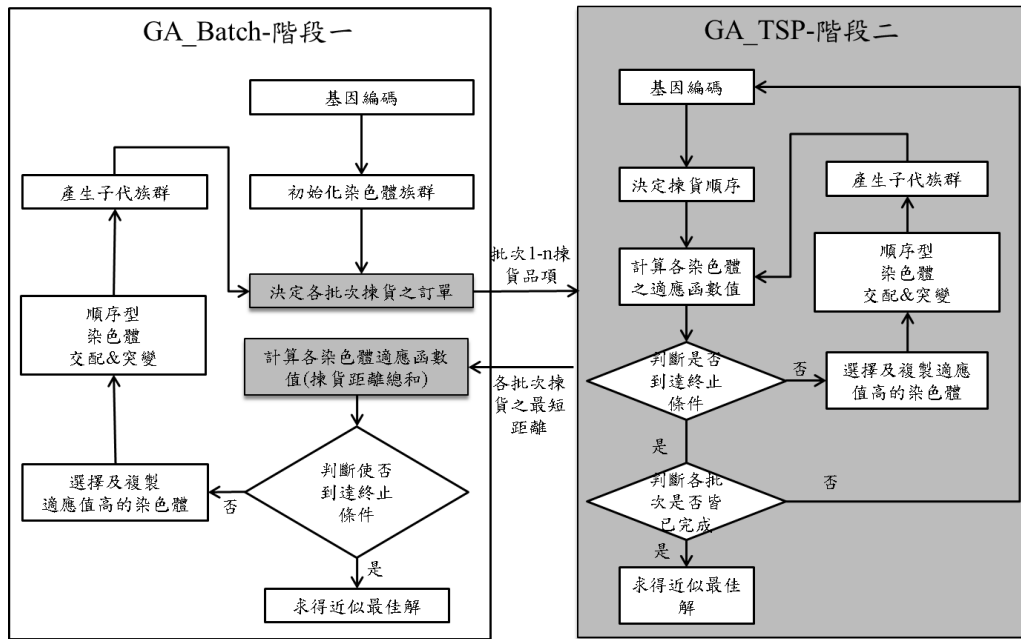 GA_Batch-階段一
基因編碼
初始化染色體族群
產生子代族群
決定各批次揀貨之訂單
順序型
染色體
交配&突變
計算各染色體適應函數
值(揀貨距離總和)
判斷使否
到達終止
條件
否
選擇及複製
適應值高的染色體
是
求得近似最佳解
批次1-n揀
貨品項
各批次揀
貨之最短
距離
GA_TSP-階段二
基因編碼
決定揀貨順序
產生子代族群
計算各染色體
之適應函數值
順序型
染色體
交配&突變
判斷是否
到達終止
條件
否
選擇及複製適應
值高的染色體
是
判斷各批
次是否皆
已完成
否
是
求得近似最佳
解